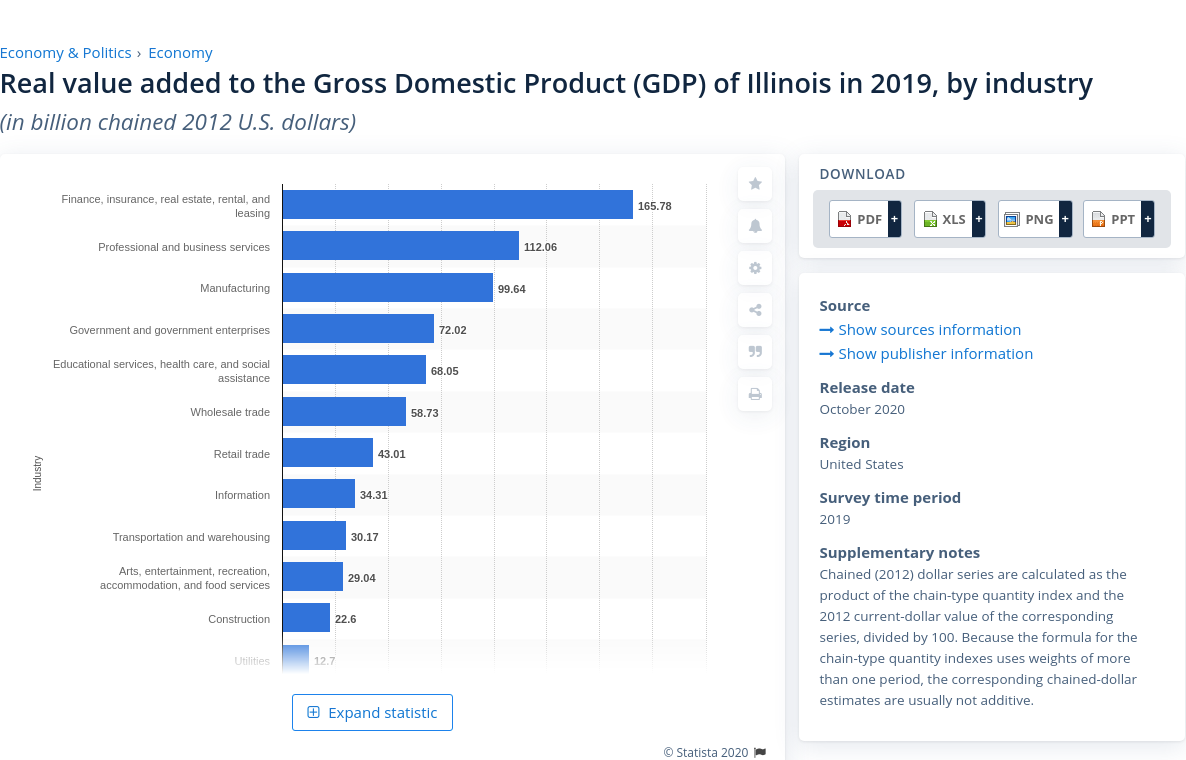 Economy & Politics › Economy
Real value added to the Gross Domestic Product (GDP) of Illinois in 2019, by industry
(in billion chained 2012 U.S. dollars)
Industry
Finance, insurance, real estate, rental, and
leasing
165.78
Professional and business services
112.06
Manufacturing
99.64
Government and government enterprises
72.02
Educational services, health care, and social
assistance
68.05
Wholesale trade
58.73
Retail trade
43.01
Information
34.31
Transportation and warehousing
30.17
Arts, entertainment, recreation,
accommodation, and food services
29.04
Construction
22.6
Utilities
12.7
Expand statistic
© Statista 2020
DOWNLOAD
PDF + XLS + PNG + PPT +
Source
Show sources information
Show publisher information
Release date
October 2020
Region
United States
Survey time period
2019
Supplementary notes
Chained (2012) dollar series are calculated as the
product of the chain-type quantity index and the
2012 current-dollar value of the corresponding
series, divided by 100. Because the formula for the
chain-type quantity indexes uses weights of more
than one period, the corresponding chained-dollar
estimates are usually not additive.